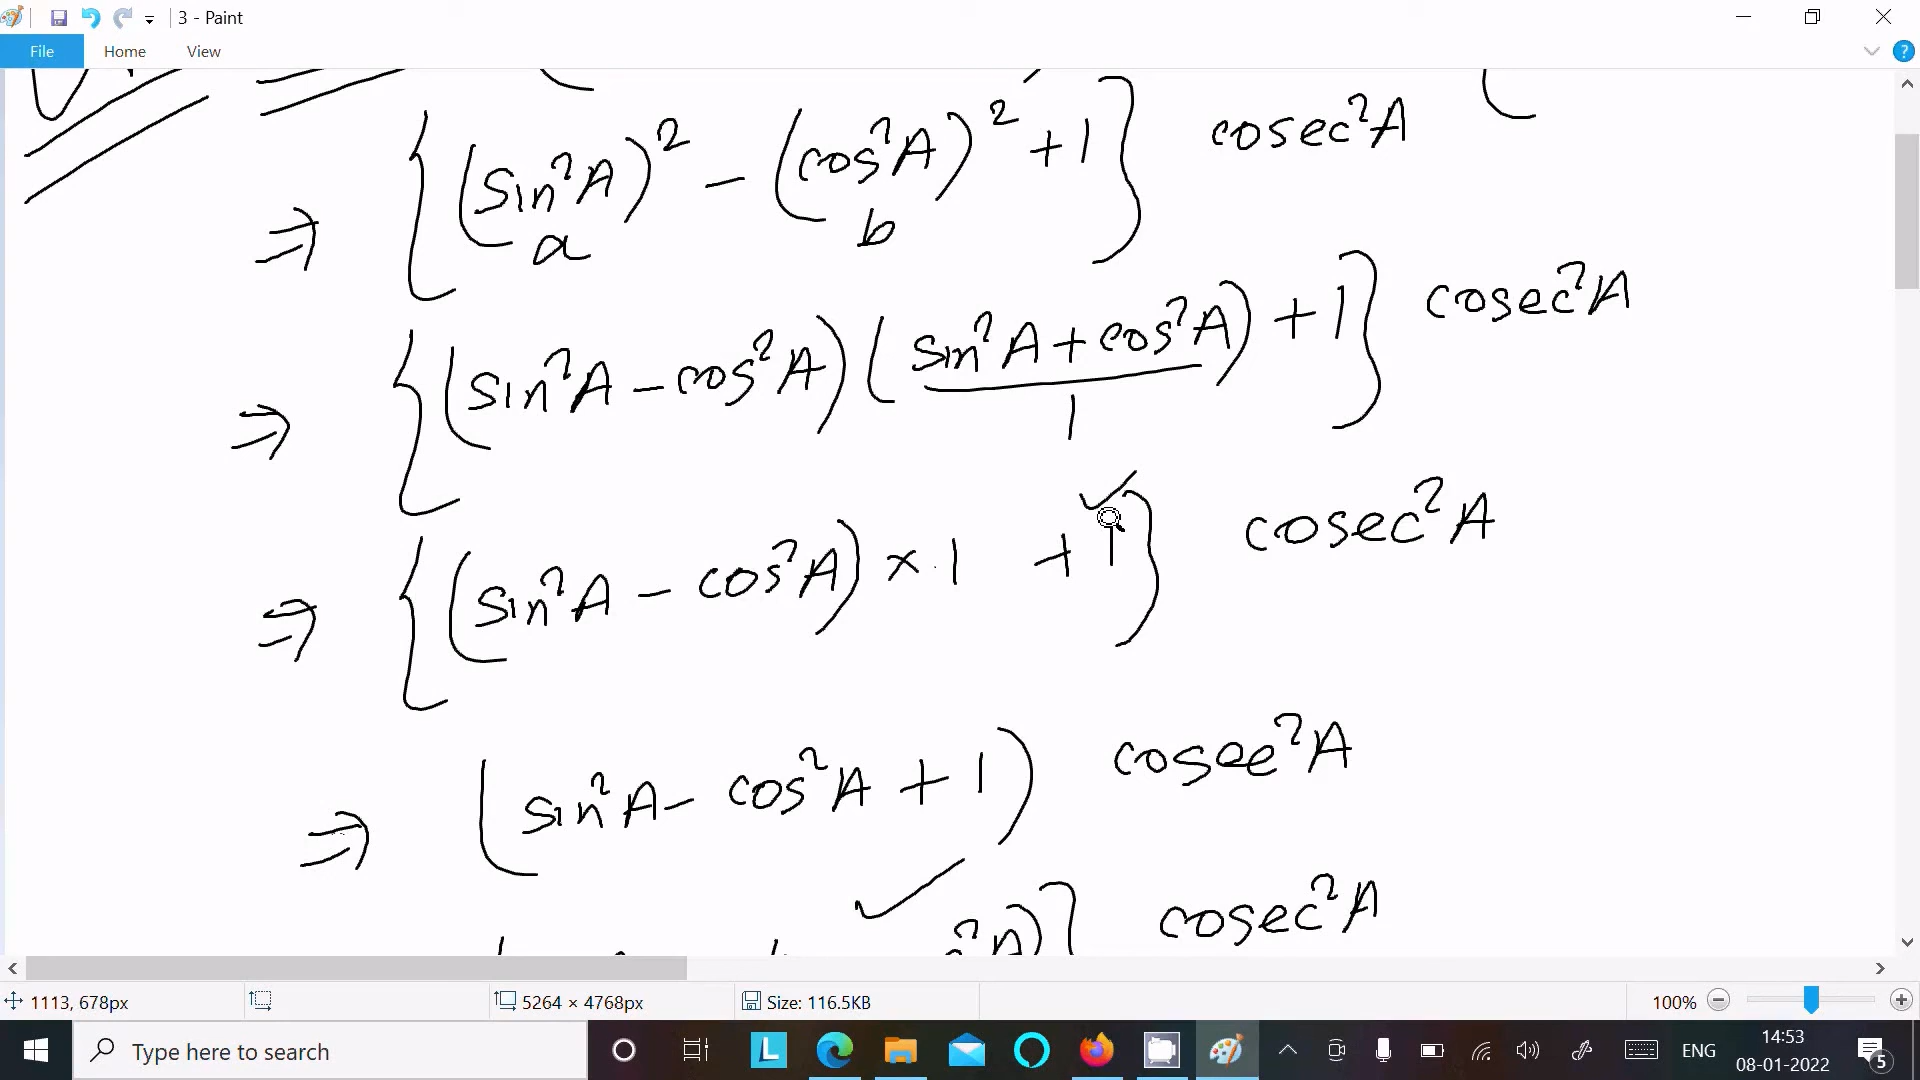 3 - Paint
File Home View
⇒ {(sin²A)² - (cos²A)² + 1} cosec²A
a b
⇒ {(sin²A - cos²A)(sin²A + cos²A) + 1} cosec²A
1
⇒ {(sin²A - cos²A) × 1 + 1} cosec²A
⇒ (sin²A - cos²A + 1) cosec²A
cosec²A
1113, 678px 5264 × 4768px Size: 116.5KB 100%
Type here to search
L
ENG
14:53
08-01-2022
5